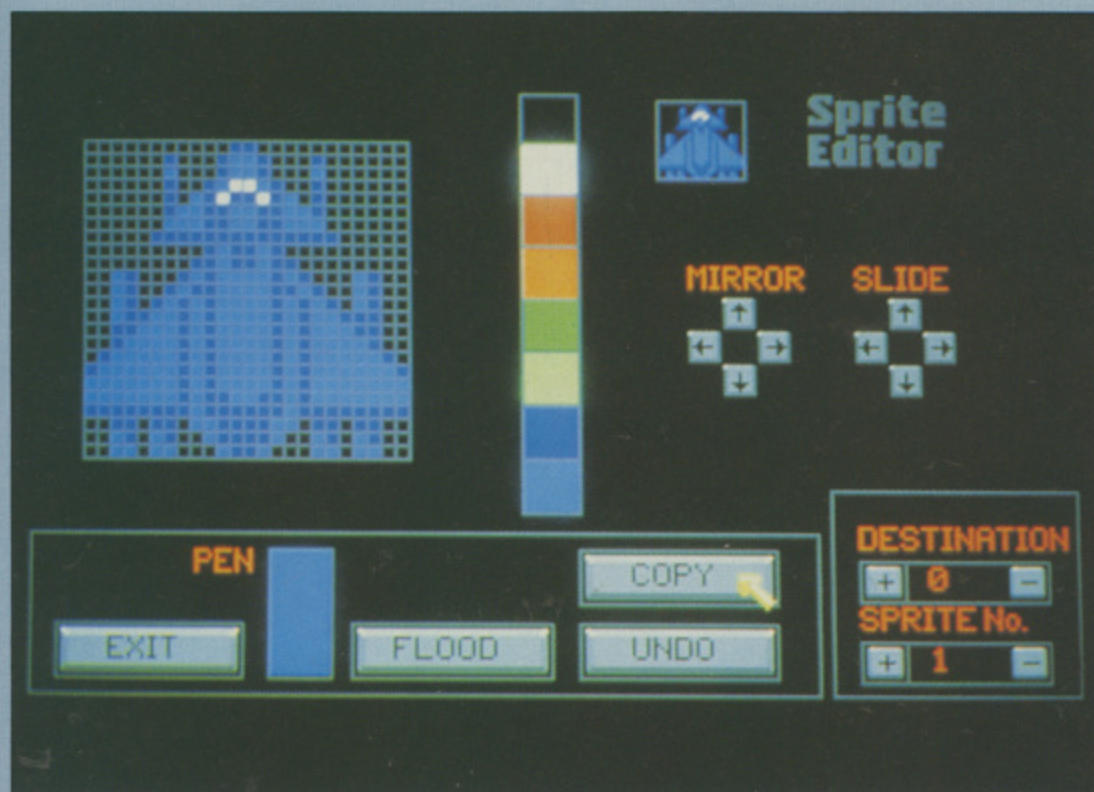 Sprite
Editor
MIRROR SLIDE
↑ ↑
← → ← →
↓ ↓
PEN
EXIT
FLOOD
COPY
UNDO
DESTINATION
+ 0 -
SPRITE No.
+ 1 -